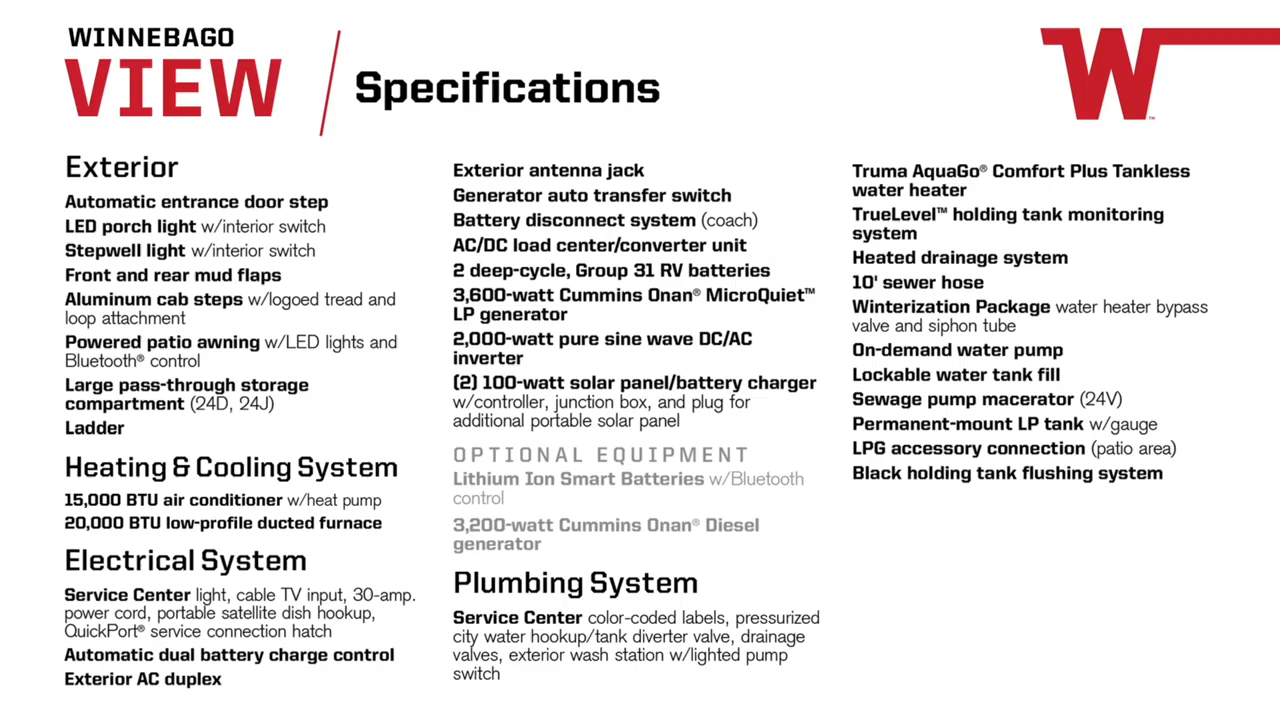 WINNEBAGO
VIEW
Specifications
W™
Exterior
Automatic entrance door step
LED porch light w/interior switch
Stepwell light w/interior switch
Front and rear mud flaps
Aluminum cab steps w/logoed tread and
loop attachment
Powered patio awning w/LED lights and
Bluetooth® control
Large pass-through storage
compartment (24D, 24J)
Ladder
Heating & Cooling System
15,000 BTU air conditioner w/heat pump
20,000 BTU low-profile ducted furnace
Electrical System
Service Center light, cable TV input, 30-amp.
power cord, portable satellite dish hookup,
QuickPort® service connection hatch
Automatic dual battery charge control
Exterior AC duplex
Exterior antenna jack
Generator auto transfer switch
Battery disconnect system (coach)
AC/DC load center/converter unit
2 deep-cycle, Group 31 RV batteries
3,600-watt Cummins Onan® MicroQuiet™
LP generator
2,000-watt pure sine wave DC/AC
inverter
(2) 100-watt solar panel/battery charger
w/controller, junction box, and plug for
additional portable solar panel
OPTIONAL EQUIPMENT
Lithium Ion Smart Batteries w/Bluetooth
control
3,200-watt Cummins Onan® Diesel
generator
Plumbing System
Service Center color-coded labels, pressurized
city water hookup/tank diverter valve, drainage
valves, exterior wash station w/lighted pump
switch
Truma AquaGo® Comfort Plus Tankless
water heater
TrueLevel™ holding tank monitoring
system
Heated drainage system
10' sewer hose
Winterization Package water heater bypass
valve and siphon tube
On-demand water pump
Lockable water tank fill
Sewage pump macerator (24V)
Permanent-mount LP tank w/gauge
LPG accessory connection (patio area)
Black holding tank flushing system